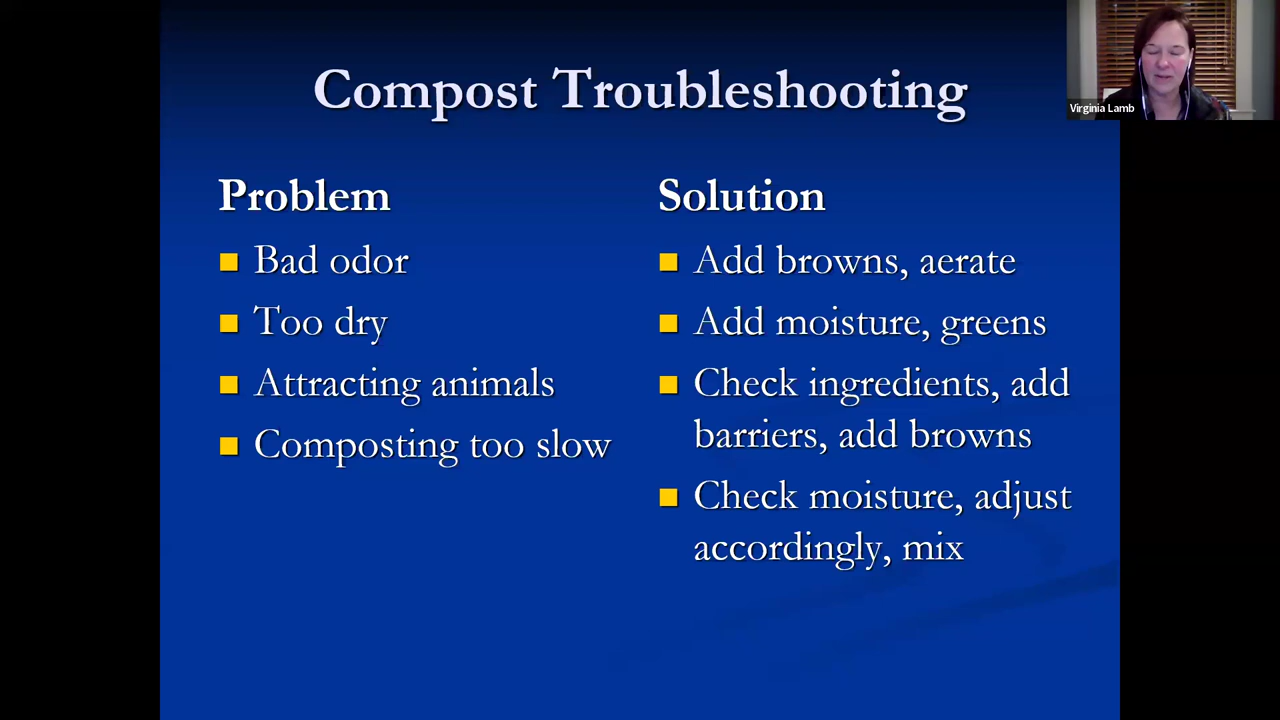 Compost Troubleshooting
Virginia Lamb
Problem
Bad odor
Too dry
Attracting animals
Composting too slow
Solution
Add browns, aerate
Add moisture, greens
Check ingredients, add
barriers, add browns
Check moisture, adjust
accordingly, mix